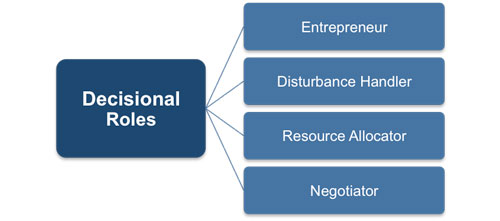 Decisional
Roles
Entrepreneur
Disturbance Handler
Resource Allocator
Negotiator